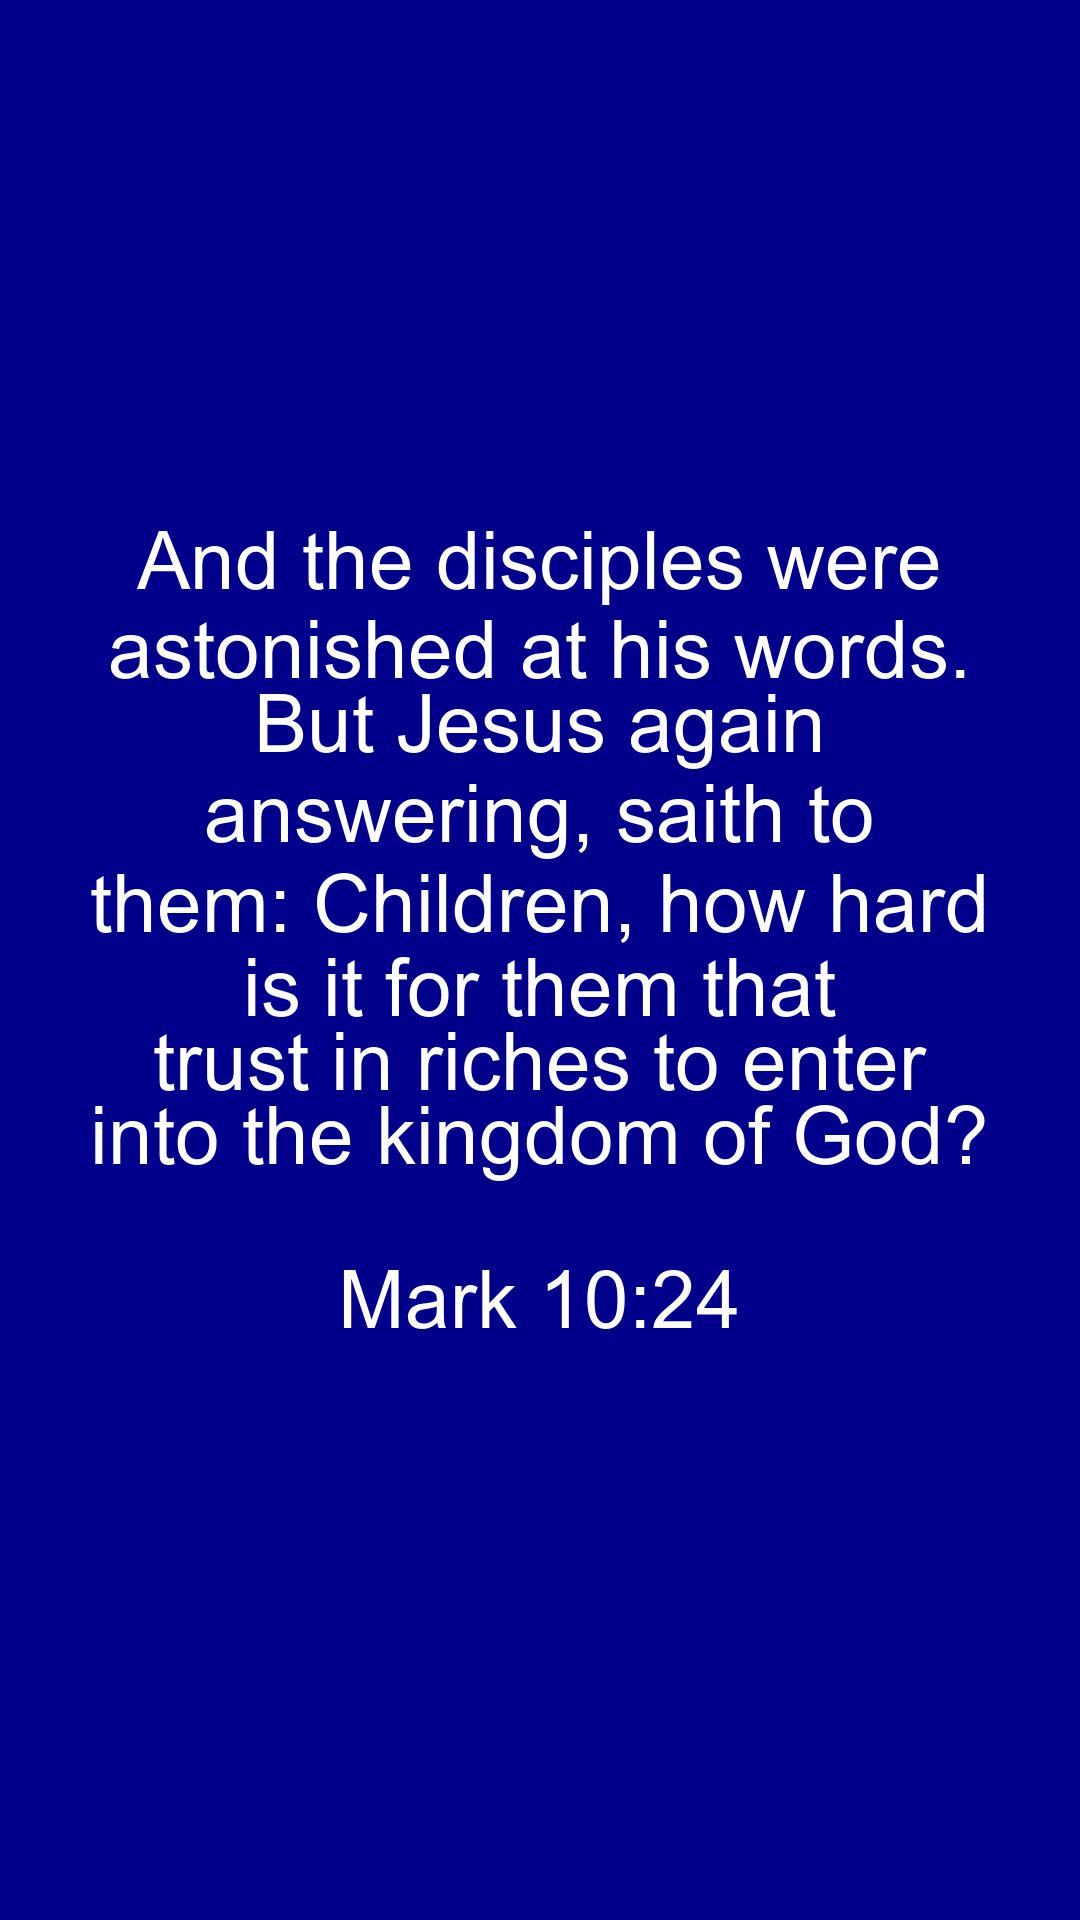 And the disciples were
astonished at his words.
But Jesus again
answering, saith to
them: Children, how hard
is it for them that
trust in riches to enter
into the kingdom of God?
Mark 10:24